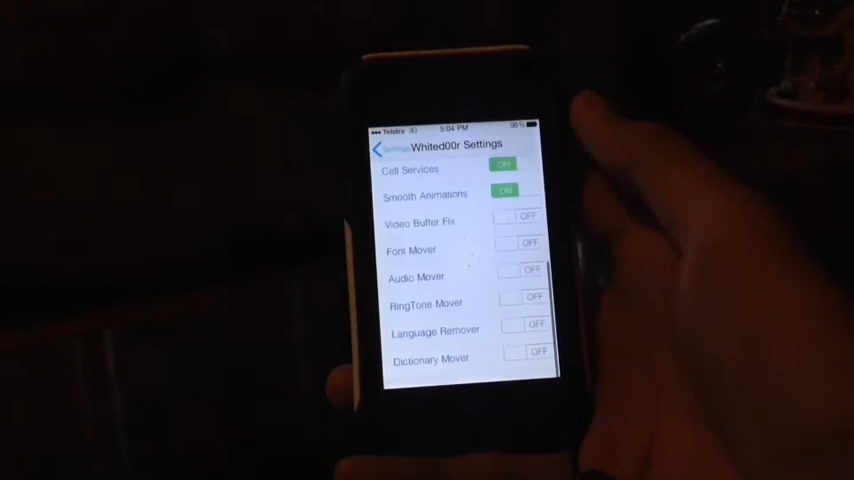 Telstra 3G 5:04 PM 98%
Settings Whited00r Settings
Cell Services ON
Smooth Animations ON
Video Buffer Fix OFF
Font Mover OFF
Audio Mover OFF
RingTone Mover OFF
Language Remover OFF
Dictionary Mover OFF